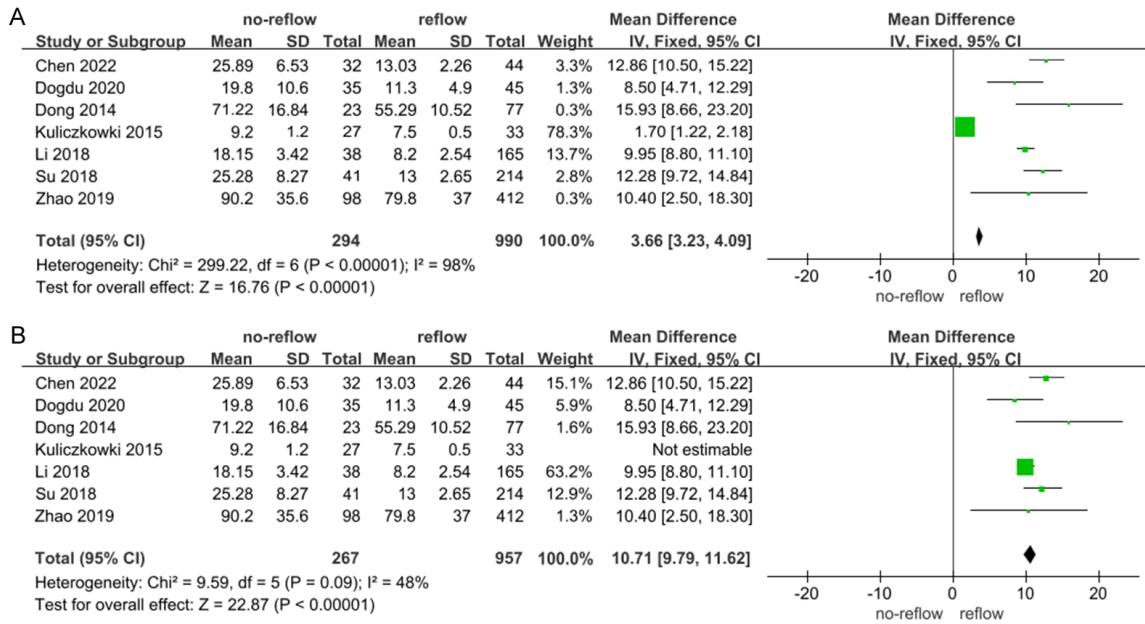 A
no-reflow reflow Mean Difference Mean Difference
Study or Subgroup Mean SD Total Mean SD Total Weight IV, Fixed, 95% CI IV, Fixed, 95% CI
Chen 2022 25.89 6.53 32 13.03 2.26 44 3.3% 12.86 [10.50, 15.22]
Dogdu 2020 19.8 10.6 35 11.3 4.9 45 1.3% 8.50 [4.71, 12.29]
Dong 2014 71.22 16.84 23 55.29 10.52 77 0.3% 15.93 [8.66, 23.20]
Kuliczkowki 2015 9.2 1.2 27 7.5 0.5 33 78.3% 1.70 [1.22, 2.18]
Li 2018 18.15 3.42 38 8.2 2.54 165 13.7% 9.95 [8.80, 11.10]
Su 2018 25.28 8.27 41 13 2.65 214 2.8% 12.28 [9.72, 14.84]
Zhao 2019 90.2 35.6 98 79.8 37 412 0.3% 10.40 [2.50, 18.30]
Total (95% CI) 294 990 100.0% 3.66 [3.23, 4.09]
Heterogeneity: Chi² = 299.22, df = 6 (P < 0.00001); I² = 98%
Test for overall effect: Z = 16.76 (P < 0.00001)
-20 -10 0 10 20
no-reflow reflow
B
no-reflow reflow Mean Difference Mean Difference
Study or Subgroup Mean SD Total Mean SD Total Weight IV, Fixed, 95% CI IV, Fixed, 95% CI
Chen 2022 25.89 6.53 32 13.03 2.26 44 15.1% 12.86 [10.50, 15.22]
Dogdu 2020 19.8 10.6 35 11.3 4.9 45 5.9% 8.50 [4.71, 12.29]
Dong 2014 71.22 16.84 23 55.29 10.52 77 1.6% 15.93 [8.66, 23.20]
Kuliczkowki 2015 9.2 1.2 27 7.5 0.5 33 Not estimable
Li 2018 18.15 3.42 38 8.2 2.54 165 63.2% 9.95 [8.80, 11.10]
Su 2018 25.28 8.27 41 13 2.65 214 12.9% 12.28 [9.72, 14.84]
Zhao 2019 90.2 35.6 98 79.8 37 412 1.3% 10.40 [2.50, 18.30]
Total (95% CI) 267 957 100.0% 10.71 [9.79, 11.62]
Heterogeneity: Chi² = 9.59, df = 5 (P = 0.09); I² = 48%
Test for overall effect: Z = 22.87 (P < 0.00001)
-20 -10 0 10 20
no-reflow reflow